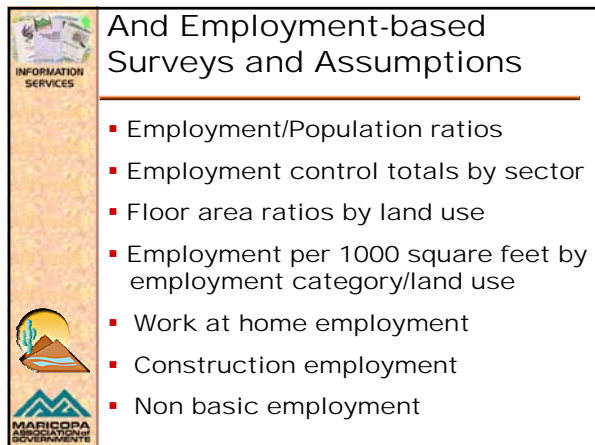 And Employment-based
Surveys and Assumptions
INFORMATION
SERVICES
▪ Employment/Population ratios
▪ Employment control totals by sector
▪ Floor area ratios by land use
▪ Employment per 1000 square feet by
employment category/land use
▪ Work at home employment
▪ Construction employment
▪ Non basic employment
MARICOPA
ASSOCIATION of
GOVERNMENTS